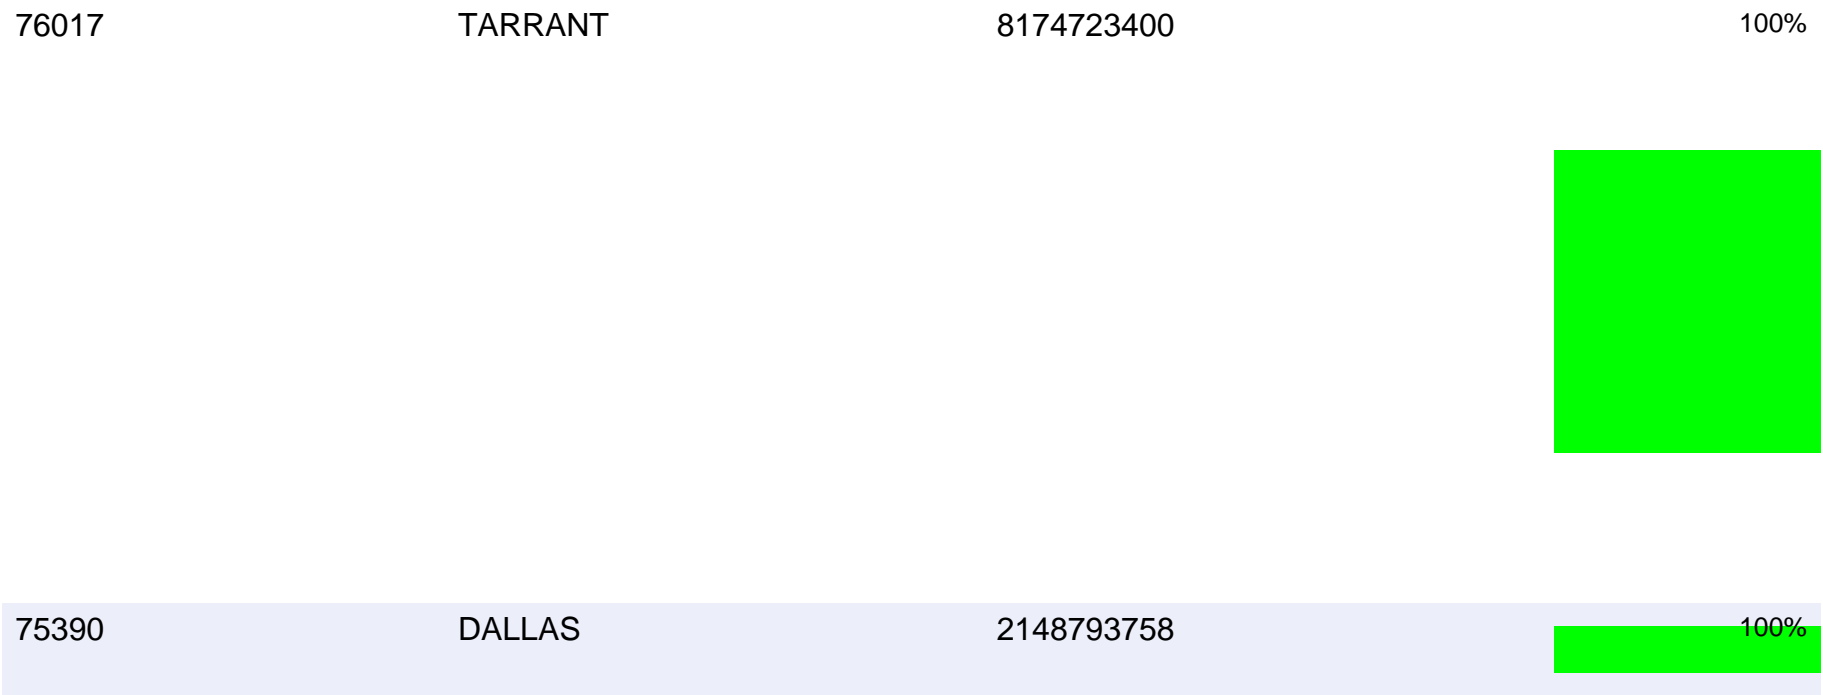 76017 TARRANT 8174723400 100%
75390 DALLAS 2148793758 100%